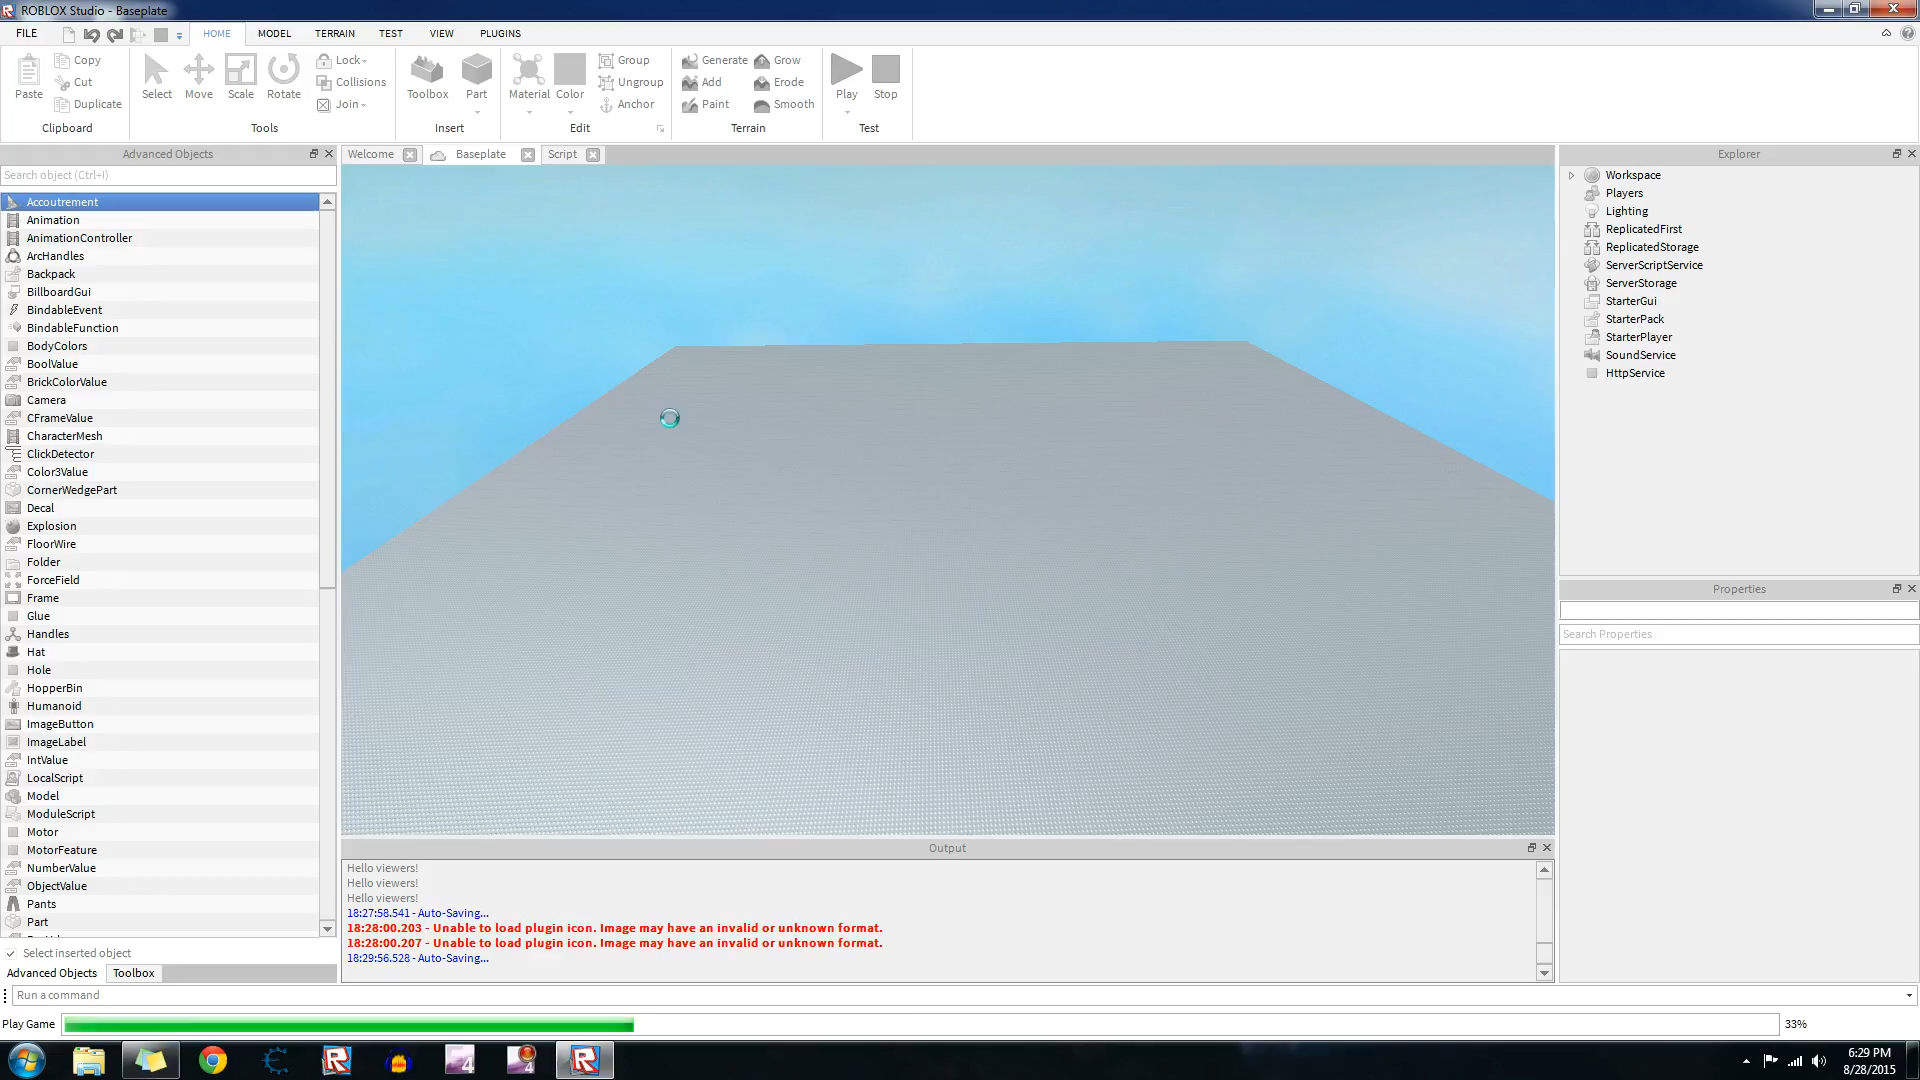 ROBLOX Studio - Baseplate
FILE HOME MODEL TERRAIN TEST VIEW PLUGINS
Paste Copy Cut Duplicate
Clipboard
Select Move Scale Rotate Lock Collisions Join
Tools
Toolbox Part
Insert
Material Color Group Ungroup Anchor
Edit
Generate Grow
Add Erode
Paint Smooth
Terrain
Play Stop
Test
Advanced Objects
Search object (Ctrl+I)
Accoutrement
Animation
AnimationController
ArcHandles
Backpack
BillboardGui
BindableEvent
BindableFunction
BodyColors
BoolValue
BrickColorValue
Camera
CFrameValue
CharacterMesh
ClickDetector
Color3Value
CornerWedgePart
Decal
Explosion
FloorWire
Folder
ForceField
Frame
Glue
Handles
Hat
Hole
HopperBin
Humanoid
ImageButton
ImageLabel
IntValue
LocalScript
Model
ModuleScript
Motor
MotorFeature
NumberValue
ObjectValue
Pants
Part
Select inserted object
Advanced Objects Toolbox
Welcome Baseplate Script
Output
Hello viewers!
Hello viewers!
Hello viewers!
18:27:58.541 - Auto-Saving...
18:28:00.203 - Unable to load plugin icon. Image may have an invalid or unknown format.
18:28:00.207 - Unable to load plugin icon. Image may have an invalid or unknown format.
18:29:56.528 - Auto-Saving...
Explorer
Workspace
Players
Lighting
ReplicatedFirst
ReplicatedStorage
ServerScriptService
ServerStorage
StarterGui
StarterPack
StarterPlayer
SoundService
HttpService
Properties
Search Properties
Run a command
Play Game 33%
6:29 PM
8/28/2015